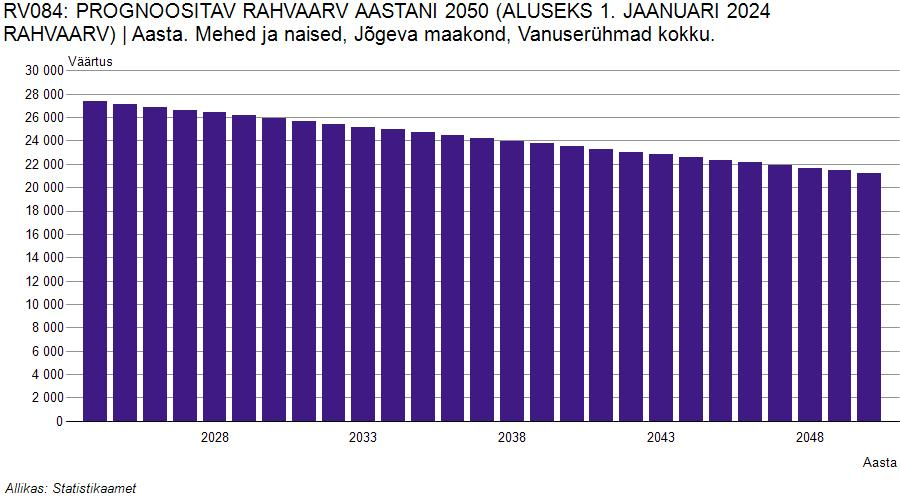 RV084: PROGNOOSITAV RAHVAARV AASTANI 2050 (ALUSEKS 1. JAANUARI 2024
RAHVAARV) | Aasta. Mehed ja naised, Jõgeva maakond, Vanuserühmad kokku.
Väärtus
30 000
28 000
26 000
24 000
22 000
20 000
18 000
16 000
14 000
12 000
10 000
8 000
6 000
4 000
2 000
0
2028 2033 2038 2043 2048
Aasta
Allikas: Statistikaamet